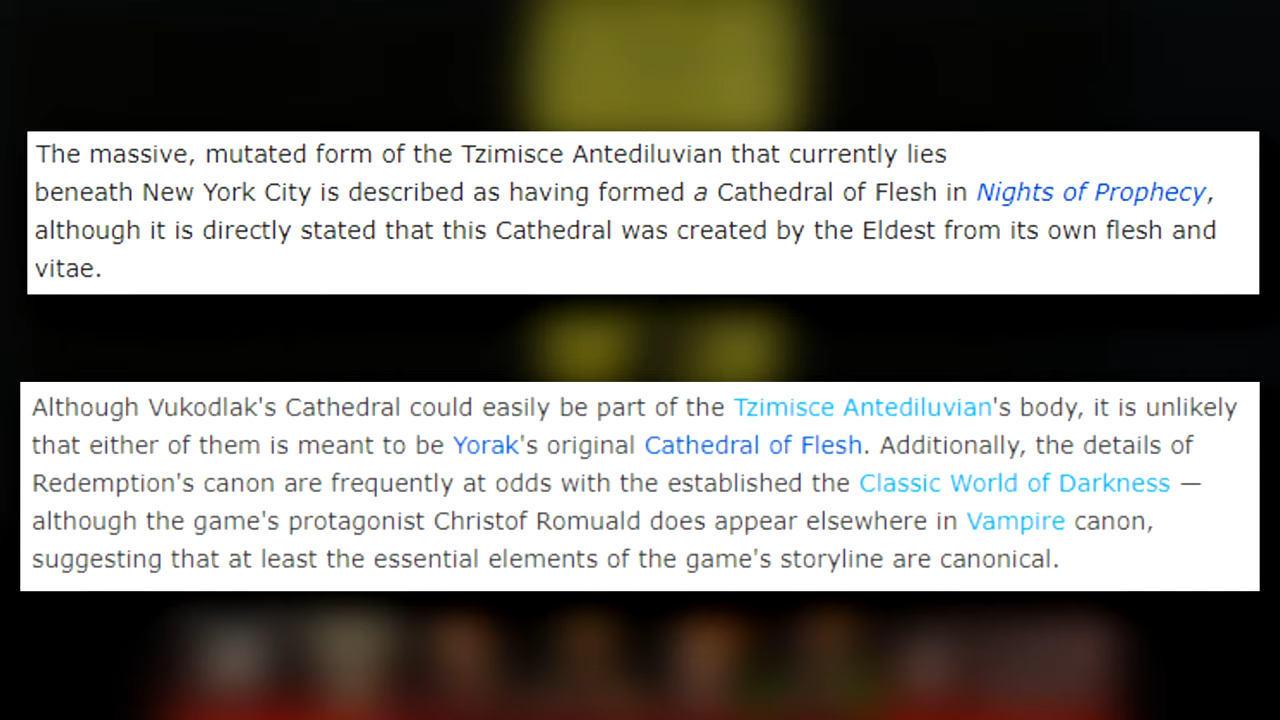 The massive, mutated form of the Tzimisce Antediluvian that currently lies
beneath New York City is described as having formed a Cathedral of Flesh in Nights of Prophecy,
although it is directly stated that this Cathedral was created by the Eldest from its own flesh and
vitae.
Although Vukodlak's Cathedral could easily be part of the Tzimisce Antediluvian's body, it is unlikely
that either of them is meant to be Yorak's original Cathedral of Flesh. Additionally, the details of
Redemption's canon are frequently at odds with the established the Classic World of Darkness —
although the game's protagonist Christof Romuald does appear elsewhere in Vampire canon,
suggesting that at least the essential elements of the game's storyline are canonical.